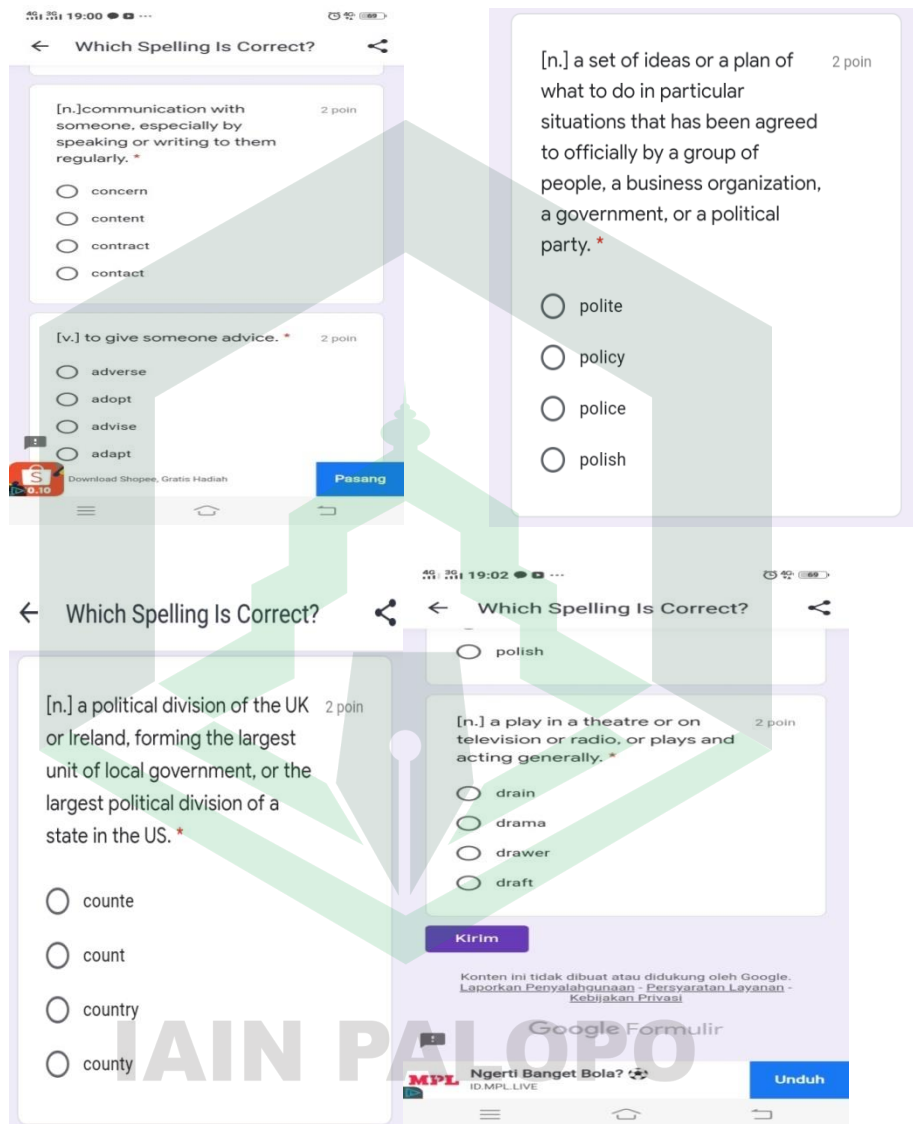 19:00
Which Spelling Is Correct?
[n.]communication with
someone, especially by
speaking or writing to them
regularly. *
2 poin
concern
content
contract
contact
[v.] to give someone advice. *
2 poin
adverse
adopt
advise
adapt
Download Shopee, Gratis Hadiah
Pasang
0.10
[n.] a set of ideas or a plan of
what to do in particular
situations that has been agreed
to officially by a group of
people, a business organization,
a government, or a political
party. *
2 poin
polite
policy
police
polish
Which Spelling Is Correct?
[n.] a political division of the UK
or Ireland, forming the largest
unit of local government, or the
largest political division of a
state in the US. *
2 poin
counte
count
country
county
4G 3G 19:02
Which Spelling Is Correct?
polish
[n.] a play in a theatre or on
television or radio, or plays and
acting generally. *
2 poin
drain
drama
drawer
draft
Kirim
Konten ini tidak dibuat atau didukung oleh Google.
Laporkan Penyalahgunaan - Persyaratan Layanan -
Kebijakan Privasi
Google Formulir
MPL
Ngerti Banget Bola? ⚽
ID.MPL.LIVE
Unduh
IAIN PALOPO